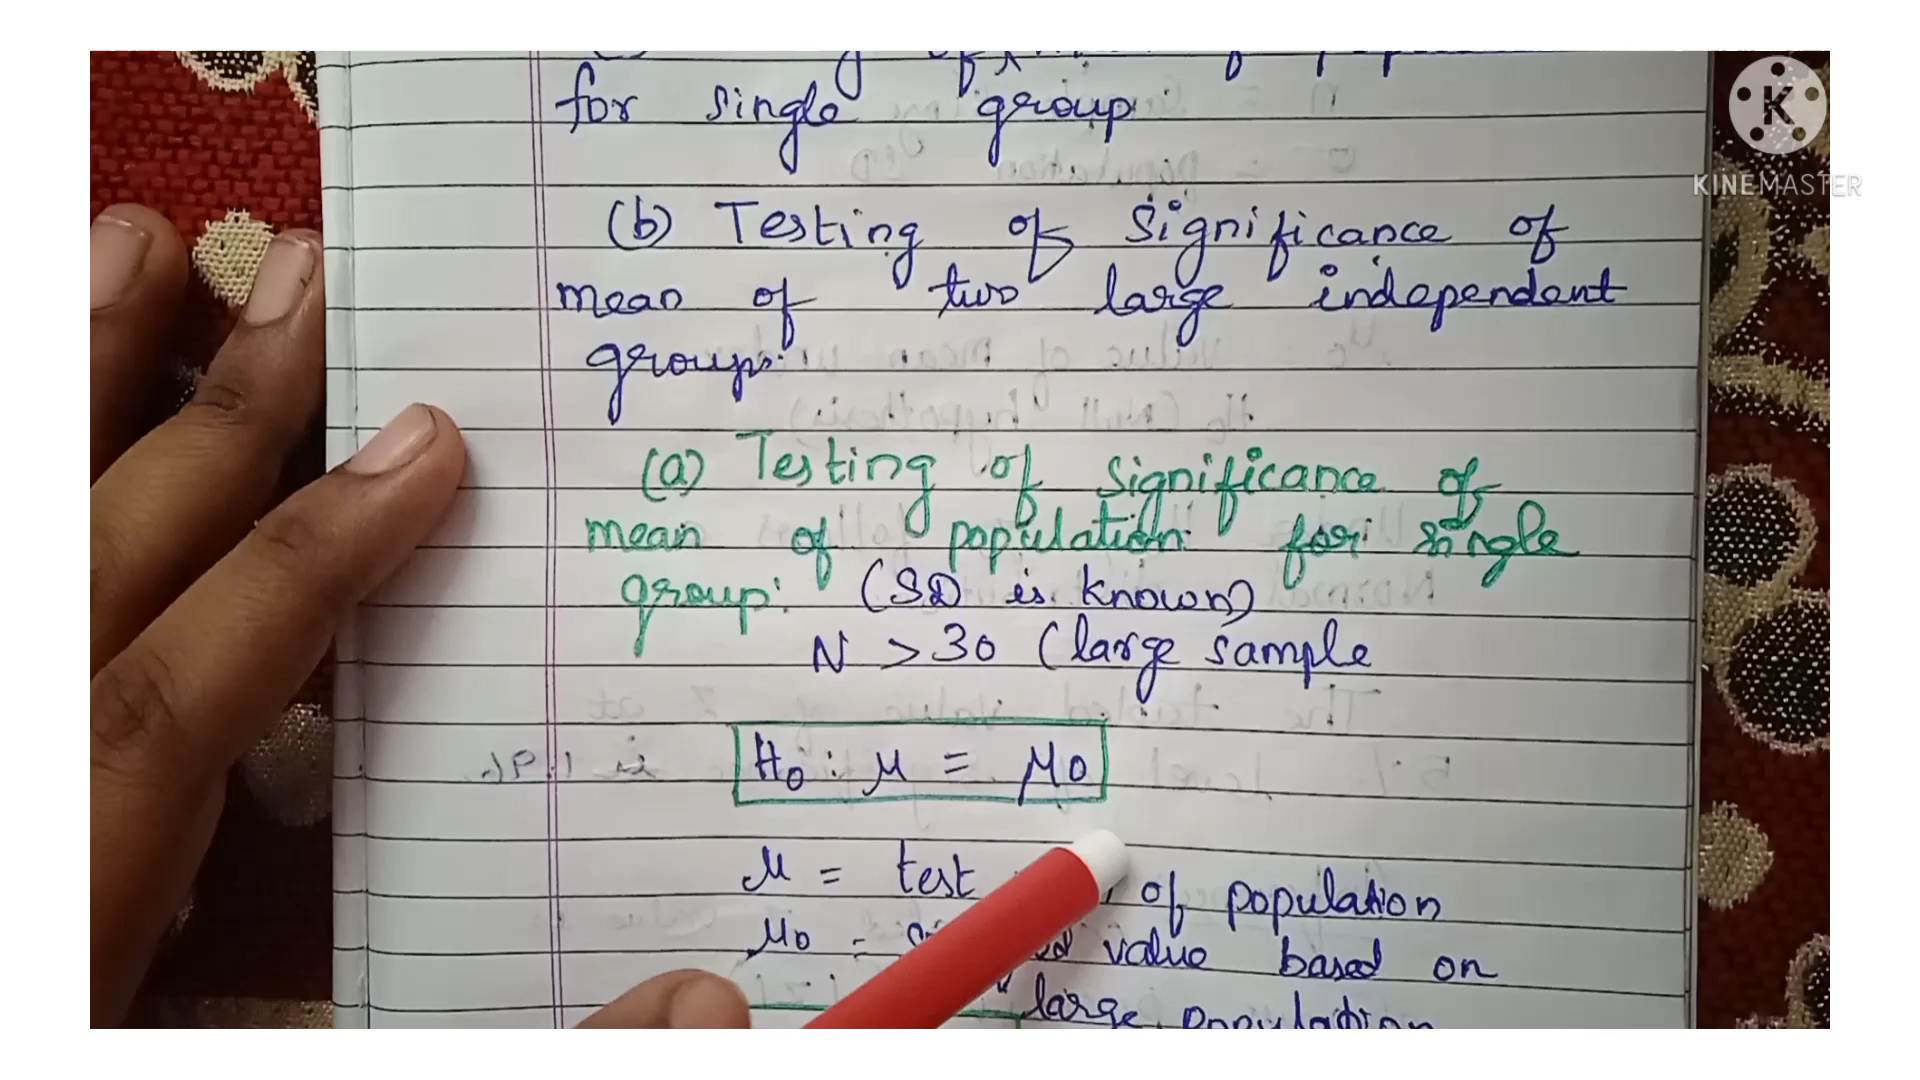 for single group
(b) Testing of significance of
mean of two large independent
group:
(a) Testing of significance of
mean of population for single
group: (SD is known)
N > 30 (large sample
H0 : μ = μ0
μ = test of population
μ0 = value based on
large population
K
KINEMASTER